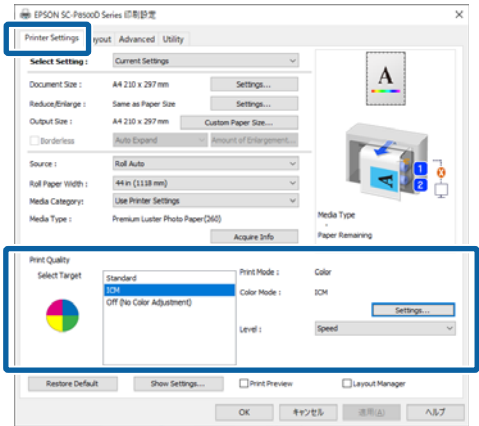 EPSON SC-P8500D Series 印刷設定
Printer Settings yout Advanced Utility
Select Setting : Current Settings
Document Size : A4 210 x 297 mm Settings...
Reduce/Enlarge : Same as Paper Size Settings...
Output Size : A4 210 x 297 mm Custom Paper Size...
Borderless Auto Expand Amount of Enlargement...
Source : Roll Auto
Roll Paper Width : 44 in (1118 mm)
Media Category: Use Printer Settings
Media Type : Premium Luster Photo Paper(260)
Acquire Info
A
A
1
2
Media Type
-
Paper Remaining
Print Quality
Select Target
Standard
ICM
Off (No Color Adjustment)
Print Mode : Color
Color Mode : ICM
Settings...
Level : Speed
Restore Default Show Settings... Print Preview Layout Manager
OK キャンセル 適用(A) ヘルプ